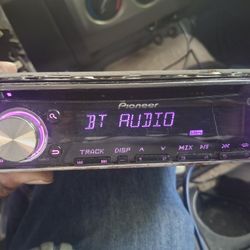 Pioneer
BT AUDIO
TRACK DISP MIX